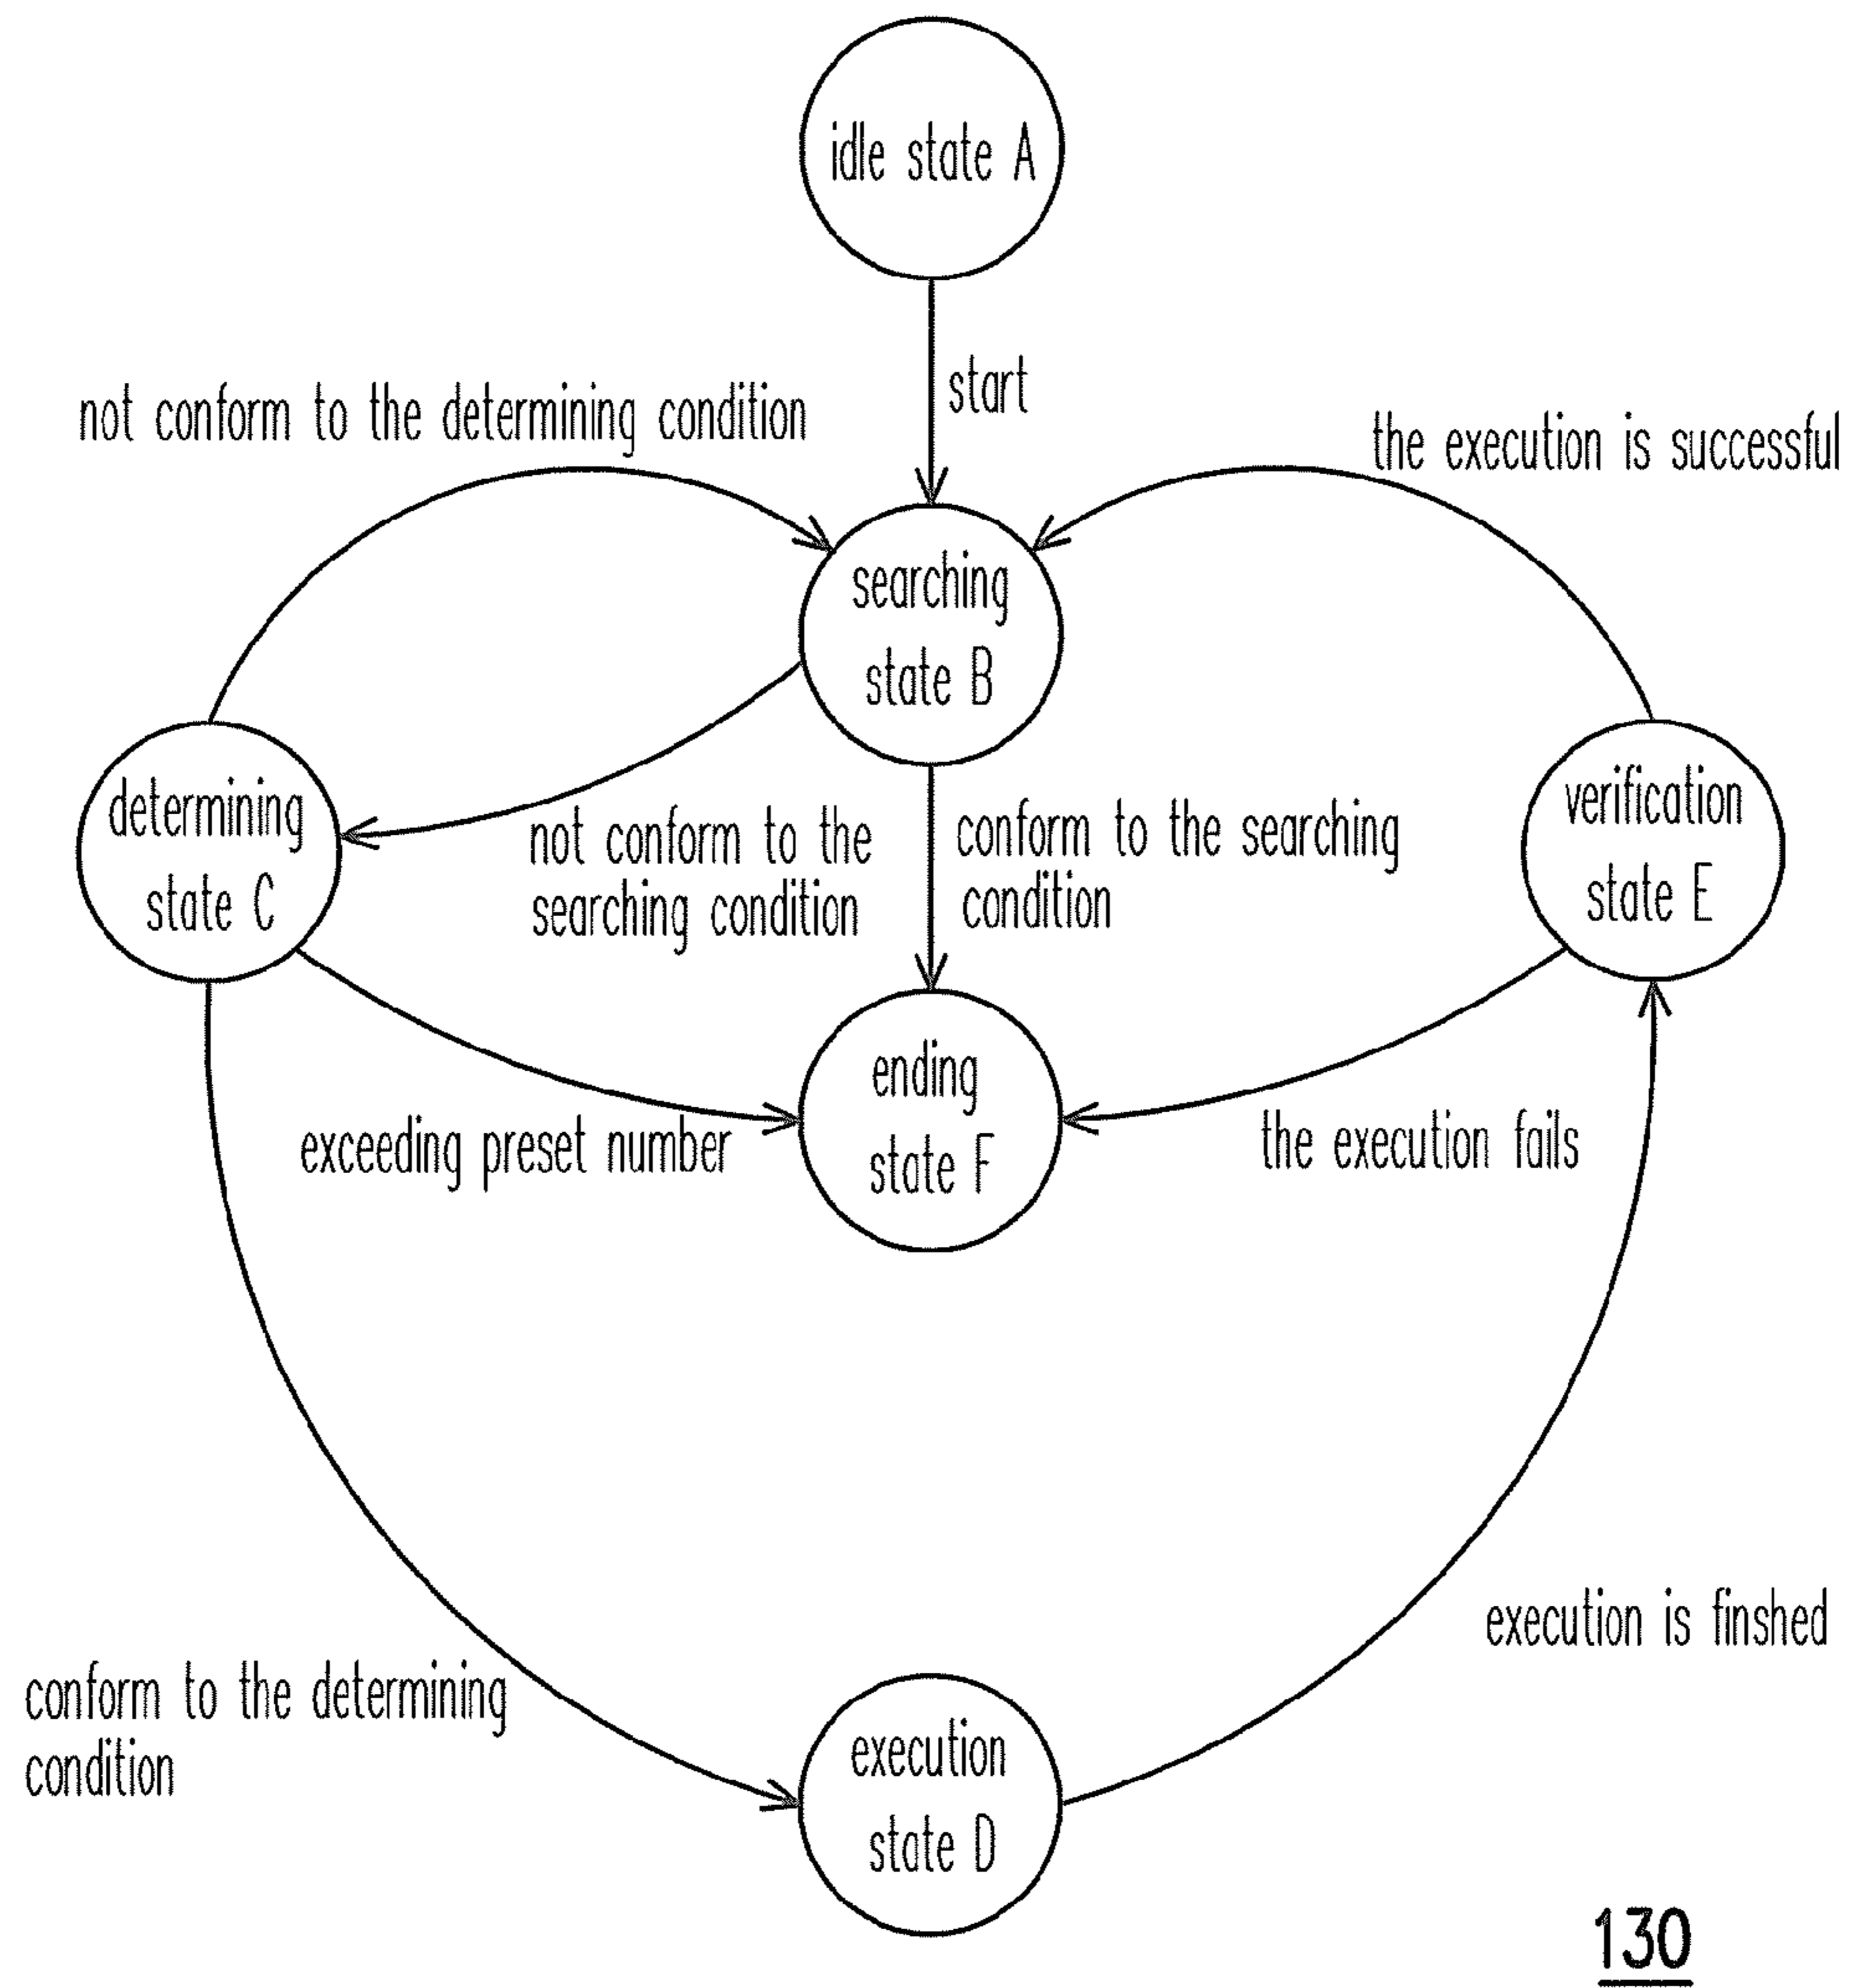 idle state A
start
not conform to the determining condition
the execution is successful
searching
state B
determining
state C
not conform to the
searching condition
conform to the searching
condition
verification
state E
ending
state F
exceeding preset number
the execution fails
execution is finshed
conform to the determining
condition
execution
state D
130